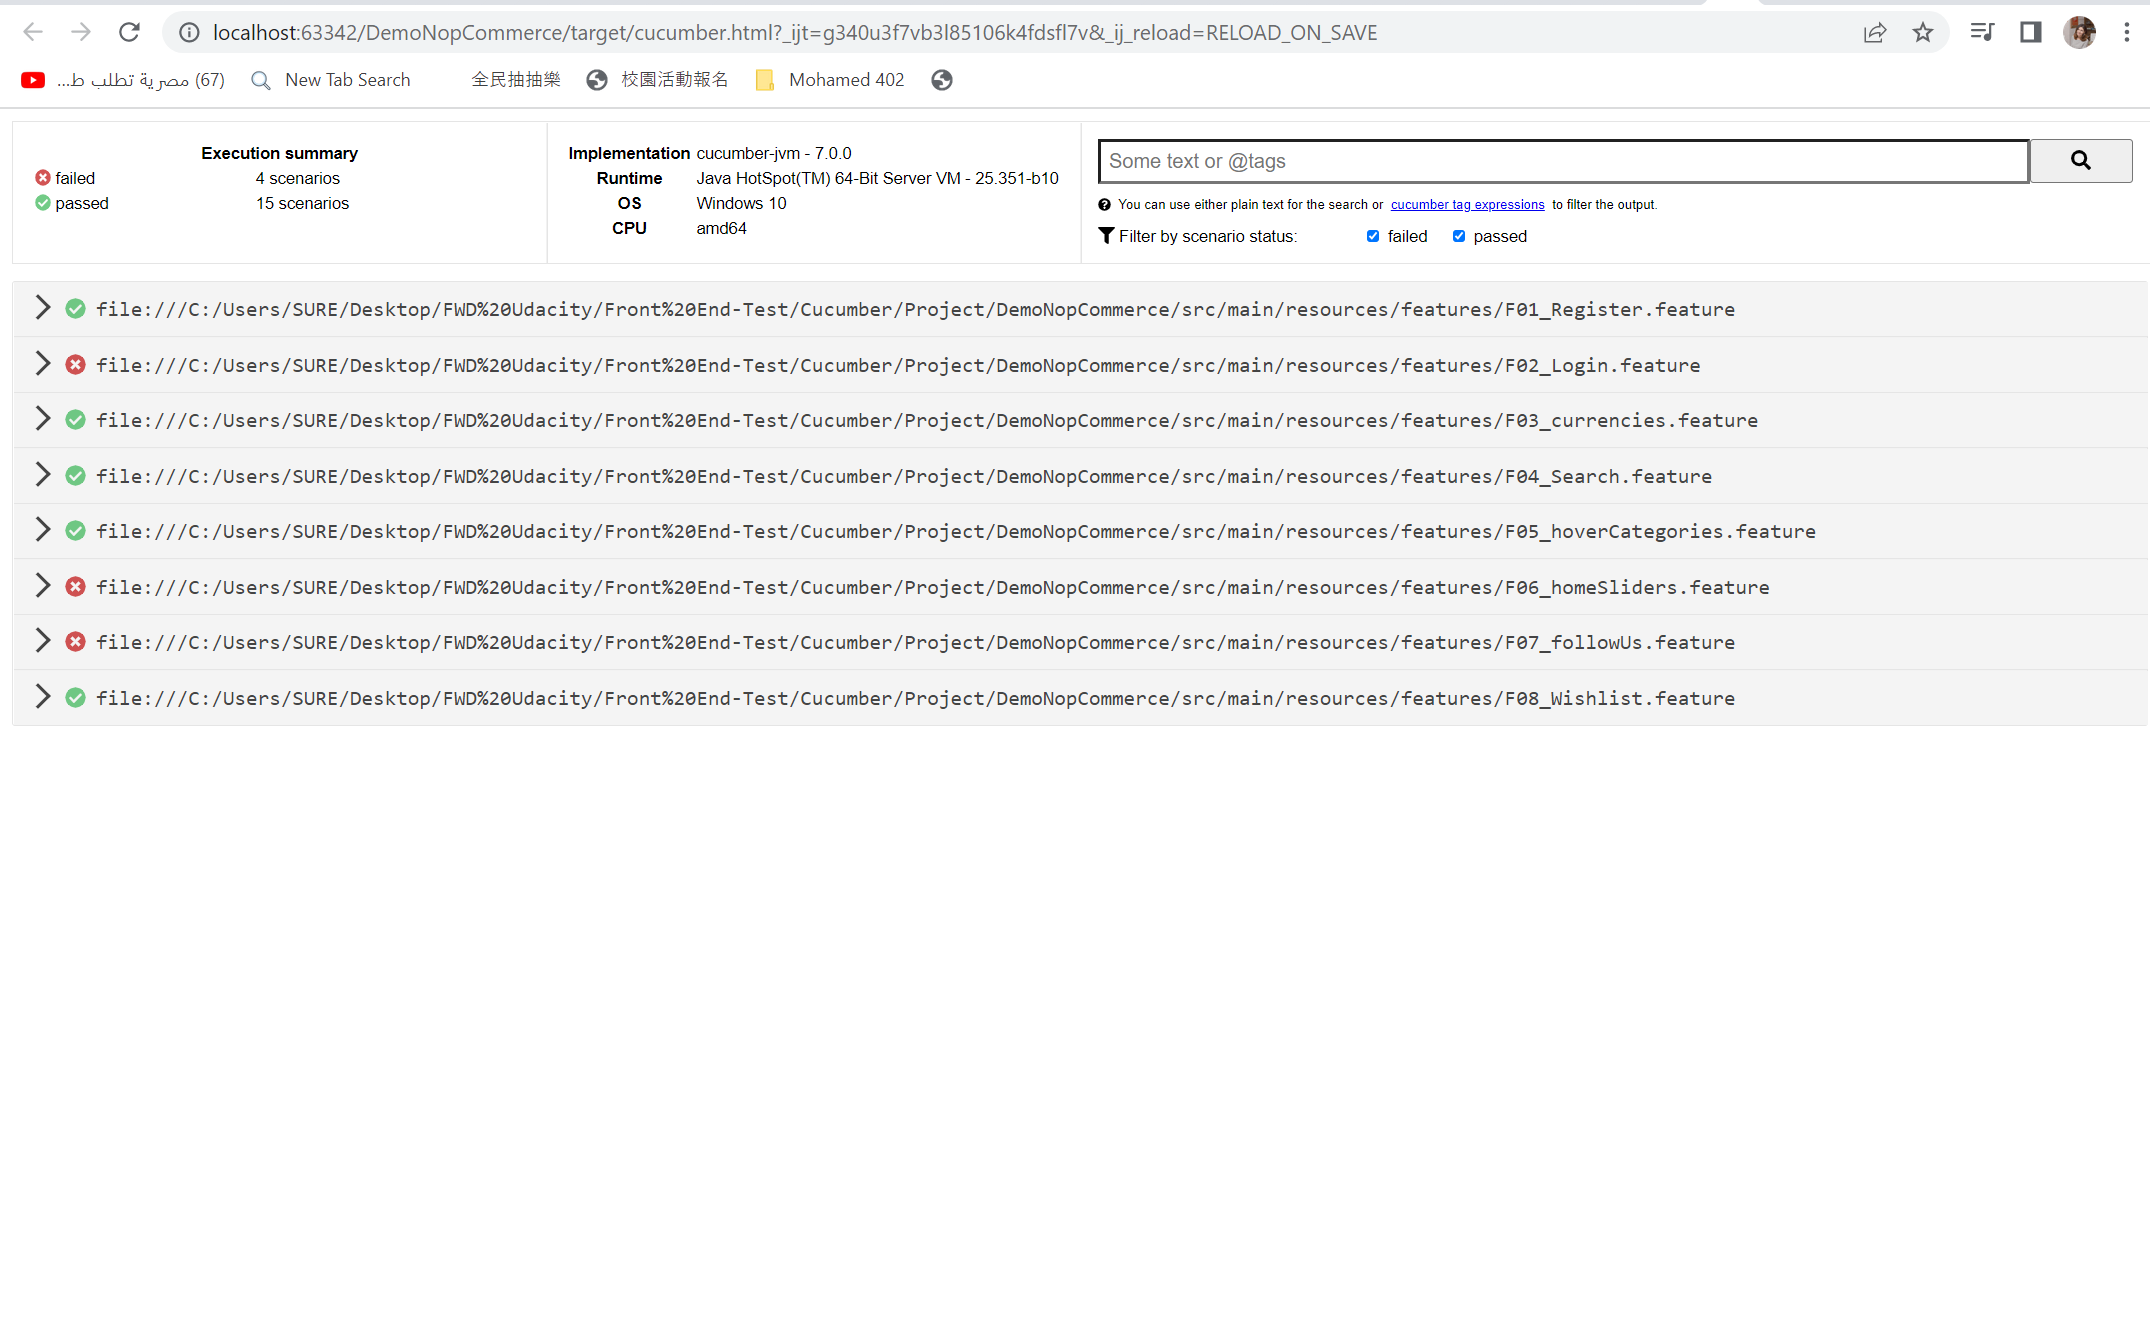 localhost:63342/DemoNopCommerce/target/cucumber.html?_ijt=g340u3f7vb3l85106k4fdsfl7v&_ij_reload=RELOAD_ON_SAVE
(67) مصرية تطلب ط...
New Tab Search
全民抽抽樂
校園活動報名
Mohamed 402
Execution summary
failed 4 scenarios
passed 15 scenarios
Implementation cucumber-jvm - 7.0.0
Runtime Java HotSpot(TM) 64-Bit Server VM - 25.351-b10
OS Windows 10
CPU amd64
Some text or @tags
You can use either plain text for the search or cucumber tag expressions to filter the output.
Filter by scenario status: failed passed
file:///C:/Users/SURE/Desktop/FWD%20Udacity/Front%20End-Test/Cucumber/Project/DemoNopCommerce/src/main/resources/features/F01_Register.feature
file:///C:/Users/SURE/Desktop/FWD%20Udacity/Front%20End-Test/Cucumber/Project/DemoNopCommerce/src/main/resources/features/F02_Login.feature
file:///C:/Users/SURE/Desktop/FWD%20Udacity/Front%20End-Test/Cucumber/Project/DemoNopCommerce/src/main/resources/features/F03_currencies.feature
file:///C:/Users/SURE/Desktop/FWD%20Udacity/Front%20End-Test/Cucumber/Project/DemoNopCommerce/src/main/resources/features/F04_Search.feature
file:///C:/Users/SURE/Desktop/FWD%20Udacity/Front%20End-Test/Cucumber/Project/DemoNopCommerce/src/main/resources/features/F05_hoverCategories.feature
file:///C:/Users/SURE/Desktop/FWD%20Udacity/Front%20End-Test/Cucumber/Project/DemoNopCommerce/src/main/resources/features/F06_homeSliders.feature
file:///C:/Users/SURE/Desktop/FWD%20Udacity/Front%20End-Test/Cucumber/Project/DemoNopCommerce/src/main/resources/features/F07_followUs.feature
file:///C:/Users/SURE/Desktop/FWD%20Udacity/Front%20End-Test/Cucumber/Project/DemoNopCommerce/src/main/resources/features/F08_Wishlist.feature